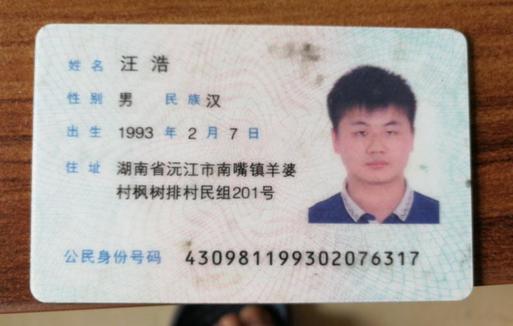 姓名 汪浩
性别 男 民族 汉
出生 1993 年 2 月 7 日
住址 湖南省沅江市南嘴镇羊婆
村枫树排村民组201号
公民身份号码 430981199302076317